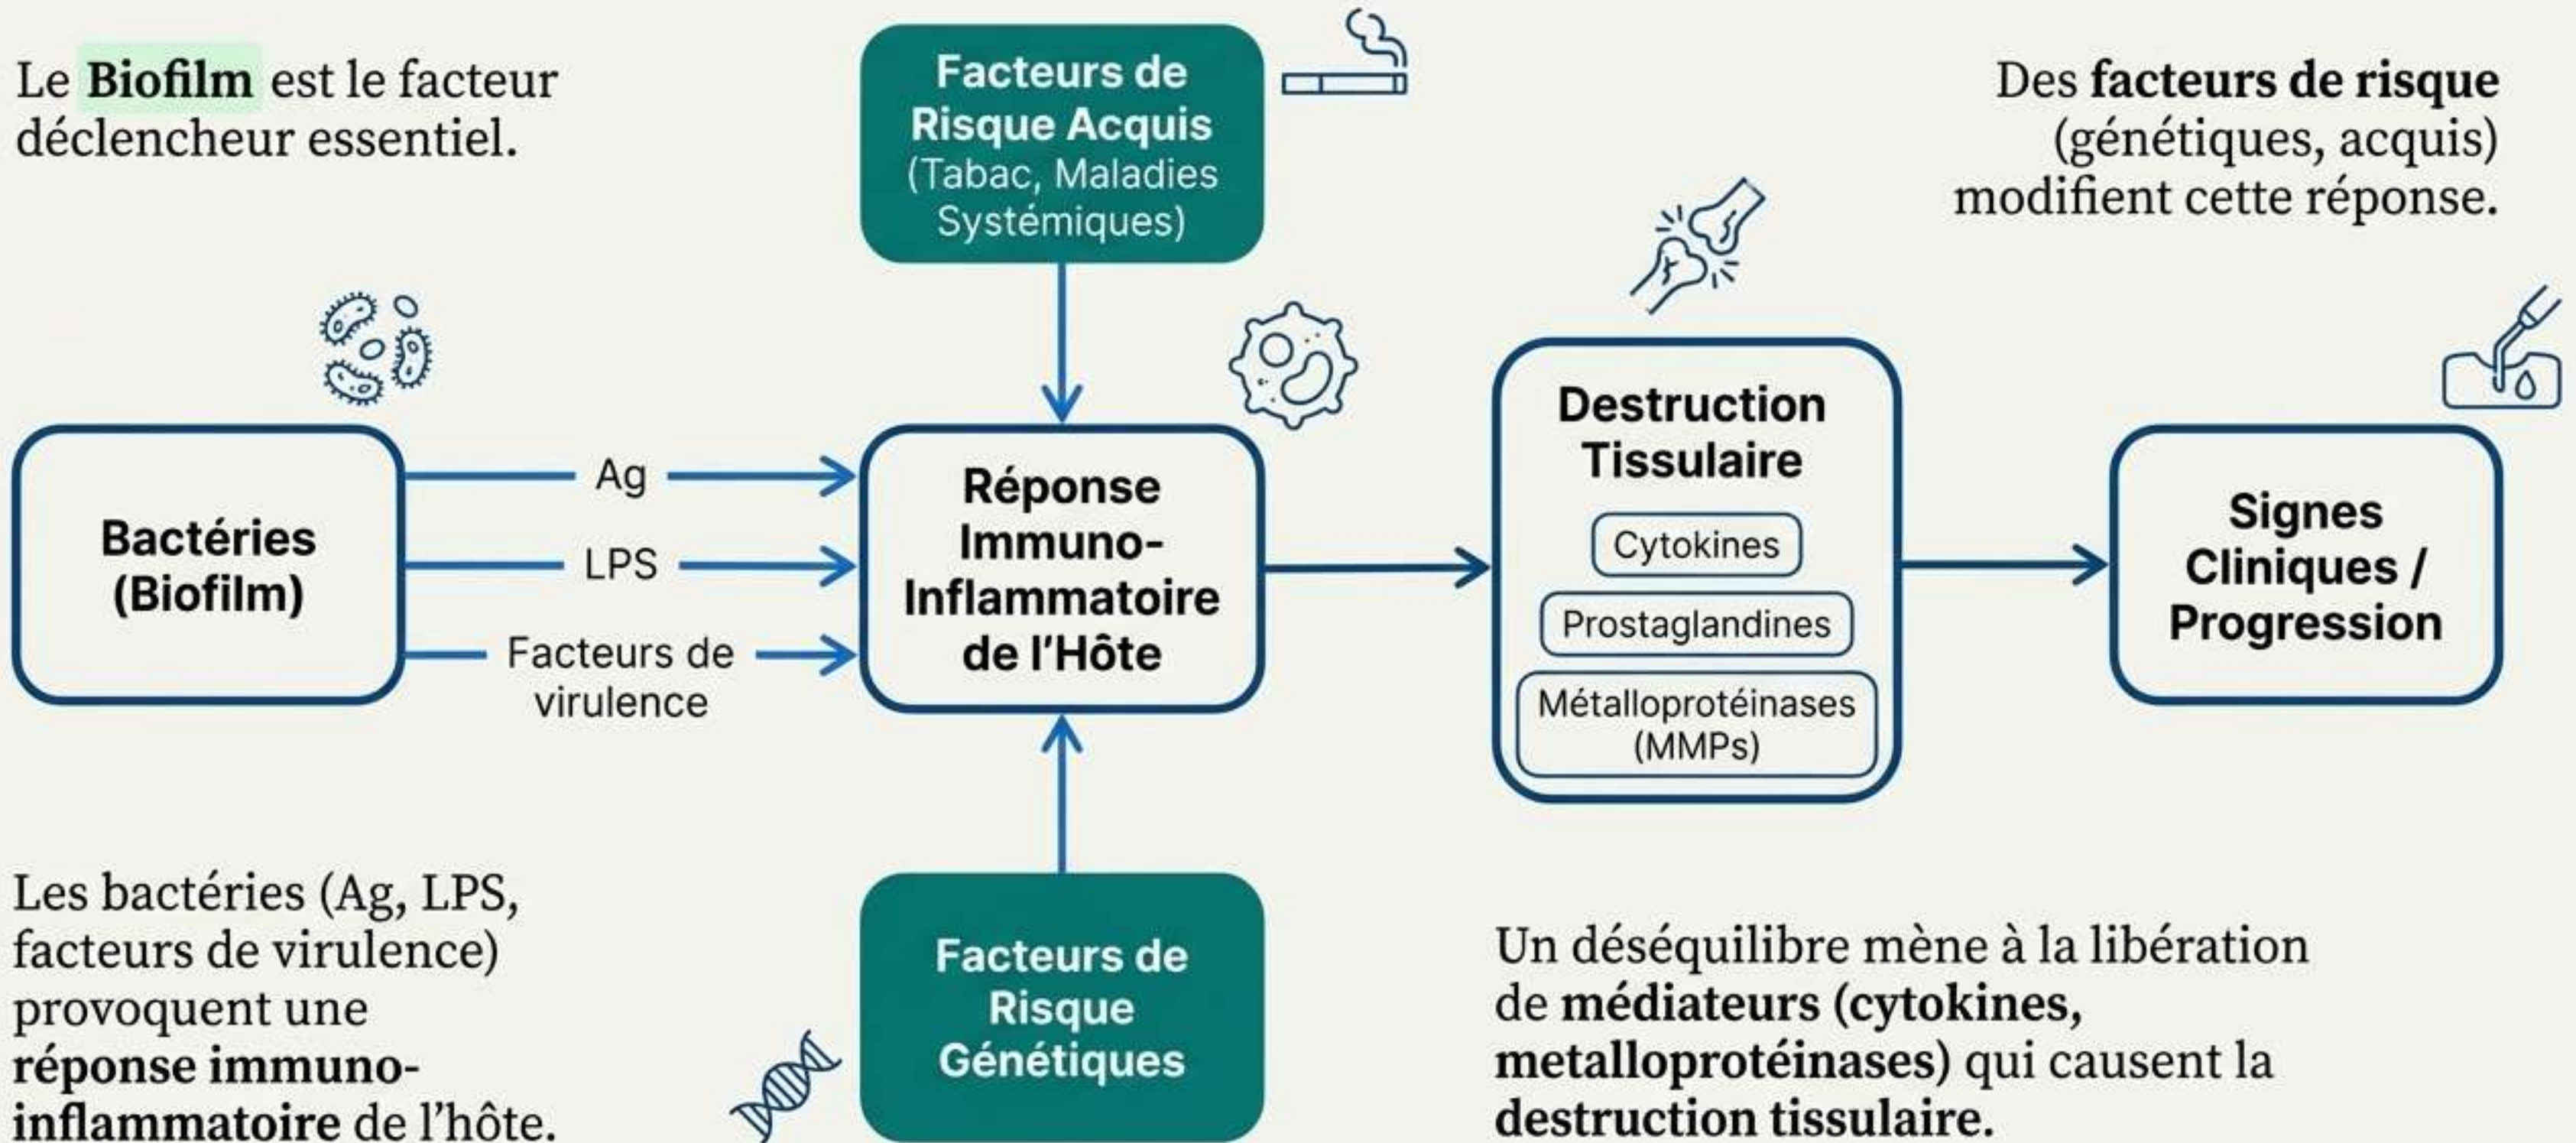 Le Biofilm est le facteur
déclencheur essentiel.
Facteurs de
Risque Acquis
(Tabac, Maladies
Systémiques)
Des facteurs de risque
(génétiques, acquis)
modifient cette réponse.
Bactéries
(Biofilm)
Ag
LPS
Facteurs de
virulence
Réponse
Immuno-
Inflammatoire
de l'Hôte
Destruction
Tissulaire
Cytokines
Prostaglandines
Métalloprotéinases
(MMPs)
Signes
Cliniques /
Progression
Les bactéries (Ag, LPS,
facteurs de virulence)
provoquent une
réponse immuno-
inflammatoire de l'hôte.
Facteurs de
Risque
Génétiques
Un déséquilibre mène à la libération
de médiateurs (cytokines,
metalloprotéinases) qui causent la
destruction tissulaire.